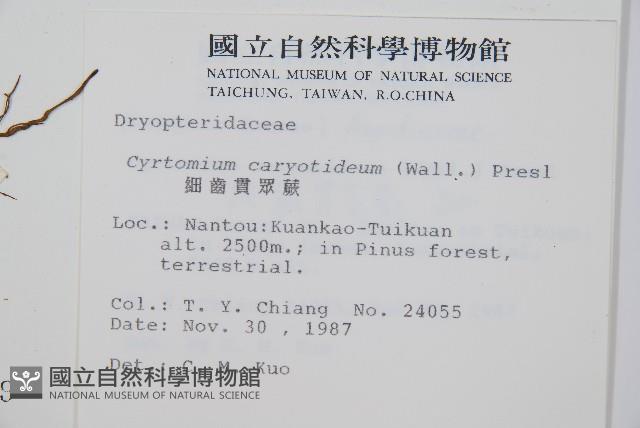 國立自然科學博物館
NATIONAL MUSEUM OF NATURAL SCIENCE
TAICHUNG, TAIWAN, R.O.CHINA
Dryopteridaceae
Cyrtomium caryotideum (Wall.) Presl
細齒貫眾蕨
Loc.: Nantou:Kuankao-Tuikuan
alt. 2500m.; in Pinus forest,
terrestrial.
Col.: T. Y. Chiang No. 24055
Date: Nov. 30 , 1987
Det.: C. M. Kuo
國立自然科學博物館
NATIONAL MUSEUM OF NATURAL SCIENCE